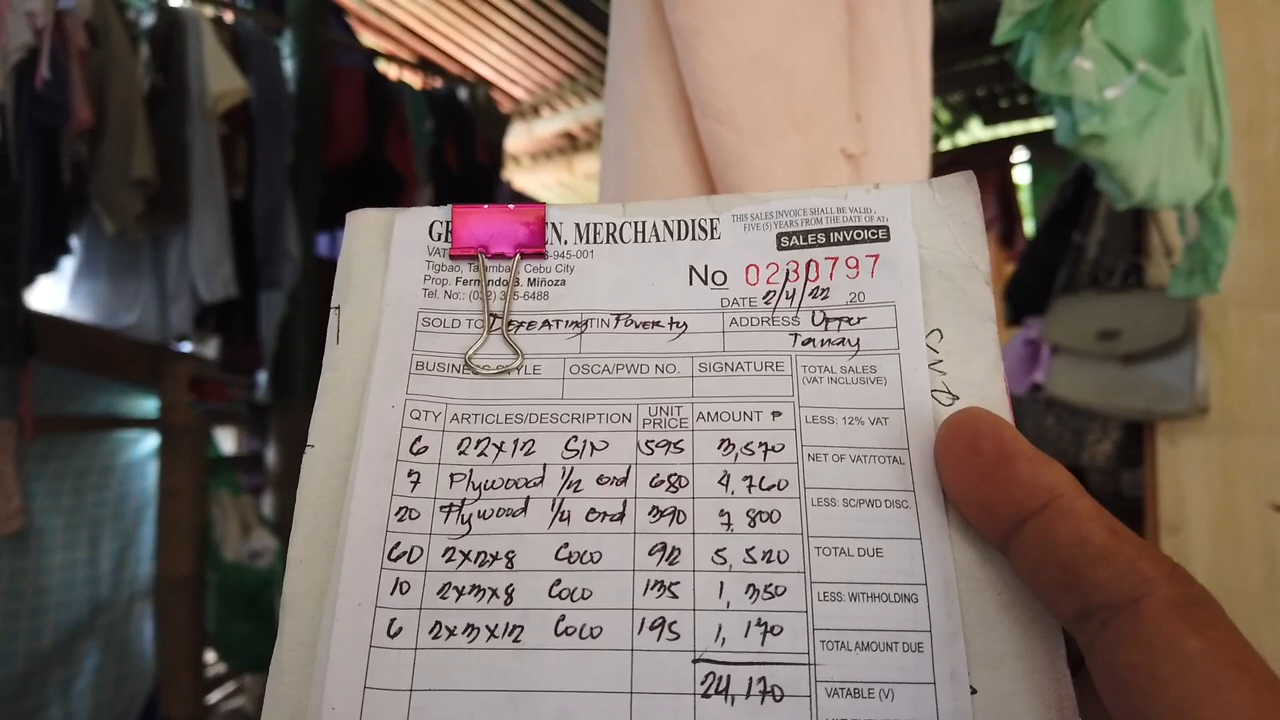 GE N. MERCHANDISE
THIS SALES INVOICE SHALL BE VALID
FIVE (5) YEARS FROM THE DATE OF
SALES INVOICE
VAT 6-945-001
Tigbao, Talamban, Cebu City
Prop. Fernando B. Miñoza
Tel. No.: (032) 345-6488
No 0230797
DATE 2/4/22 ,20
SOLD TO DEFEATING TIN Poverty ADDRESS Upper
Tanay
BUSINESS STYLE OSCA/PWD NO. SIGNATURE
QTY ARTICLES/DESCRIPTION UNIT PRICE AMOUNT ₱
6 22x12 S/N 595 3,570
7 Plywood 1/2 ord 680 4,760
20 Plywood 1/4 ord 390 7,800
60 2x2x8 Coco 92 5,520
10 2x3x8 Coco 135 1,350
6 2x3x12 Coco 195 1,170
24,170
TOTAL SALES
(VAT INCLUSIVE)
LESS: 12% VAT
NET OF VAT/TOTAL
LESS: SC/PWD DISC.
TOTAL DUE
LESS: WITHHOLDING
TOTAL AMOUNT DUE
VATABLE (V)